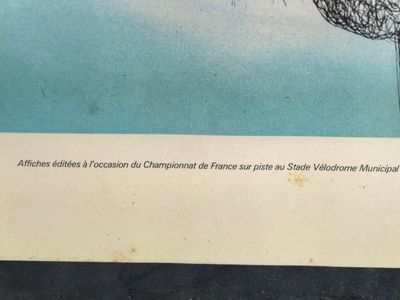 Affiches éditées à l'occasion du Championnat de France sur piste au Stade Vélodrome Municipal